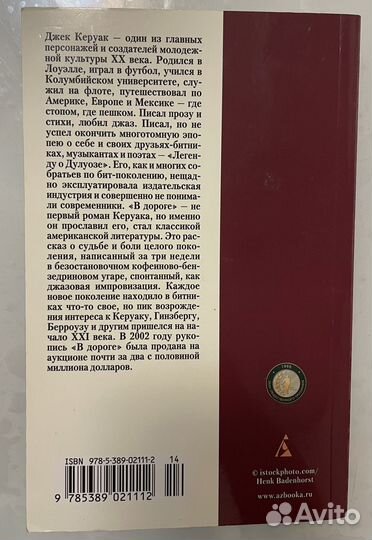 Джек Керуак — один из главных
персонажей и создателей молодеж-
ной культуры XX века. Родился в
Лоуэлле, играл в футбол, учился в
Колумбийском университете, слу-
жил на флоте, путешествовал по
Америке, Европе и Мексике — где
стопом, где пешком. Писал прозу и
стихи, любил джаз. Писал, но не
успел окончить многотомную эпо-
пею о себе и своих друзьях-битни-
ках, музыкантах и поэтах — «Леген-
ду о Дулуозе». Его, как и многих со-
братьев по бит-поколению, нещад-
но эксплуатировала издательская
индустрия и совершенно не понима-
ли современники. «В дороге» — не
первый роман Керуака, но именно
он прославил его, стал классикой
американской литературы. Это рас-
сказ о судьбе и боли целого поко-
ления, написанный за три недели
в безостановочном кофеиново-бен-
зедриновом угаре, спонтанный, как
джазовая импровизация. Каждое
новое поколение находило в битни-
ках что-то свое, но пик возрожде-
ния интереса к Керуаку, Гинзбергу,
Берроузу и другим пришелся на на-
чало XXI века. В 2002 году руко-
пись «В дороге» была продана на
аукционе почти за два с половиной
миллиона долларов.
ISBN 978-5-389-02111-2 14
9 785389 021112
© istockphoto.com/
Henk Badenhorst
www.azbooka.ru
Avito